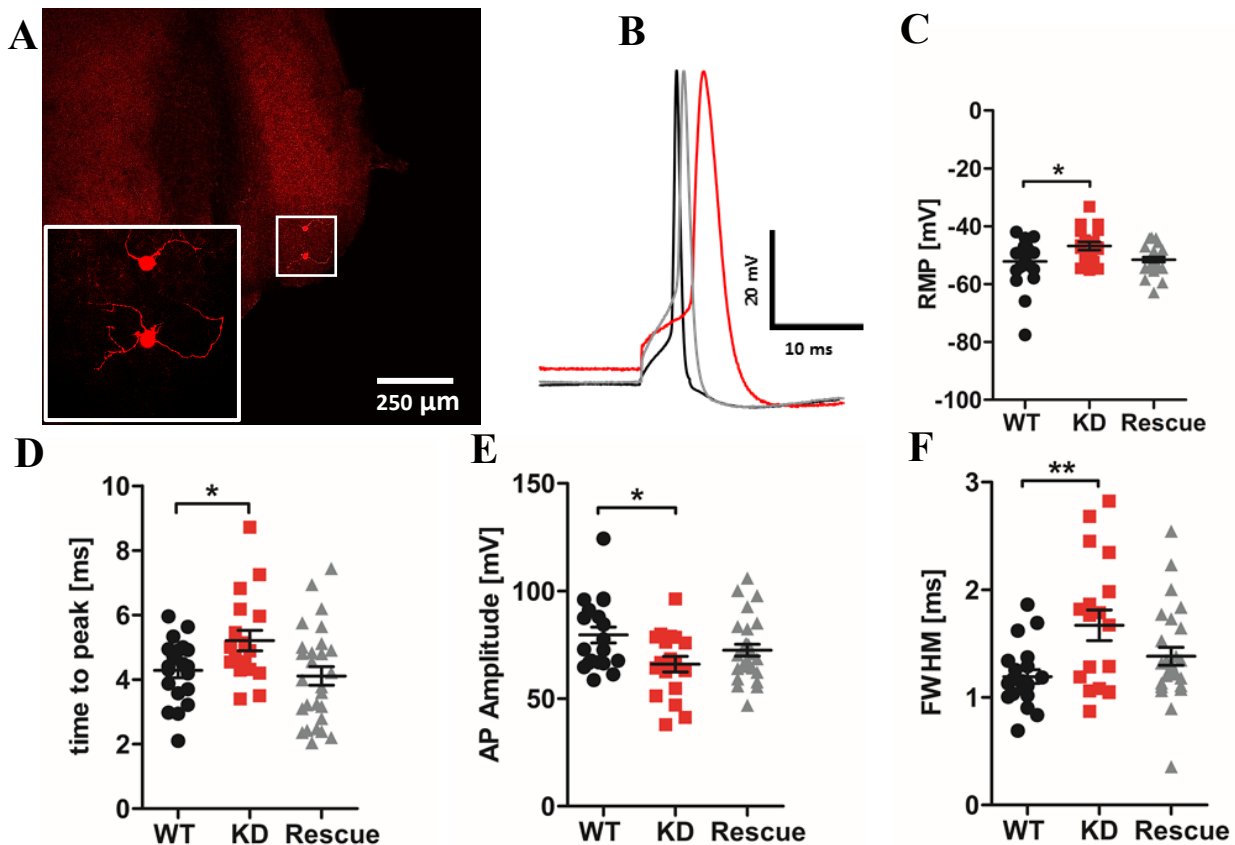 A
250 µm
B
20 mV
10 ms
C
RMP [mV]
0
-20
-40
-60
-80
-100
*
WT KD Rescue
D
time to peak [ms]
10
8
6
4
2
0
*
WT KD Rescue
E
AP Amplitude [mV]
150
100
50
0
*
WT KD Rescue
F
FWHM [ms]
3
2
1
0
**
WT KD Rescue